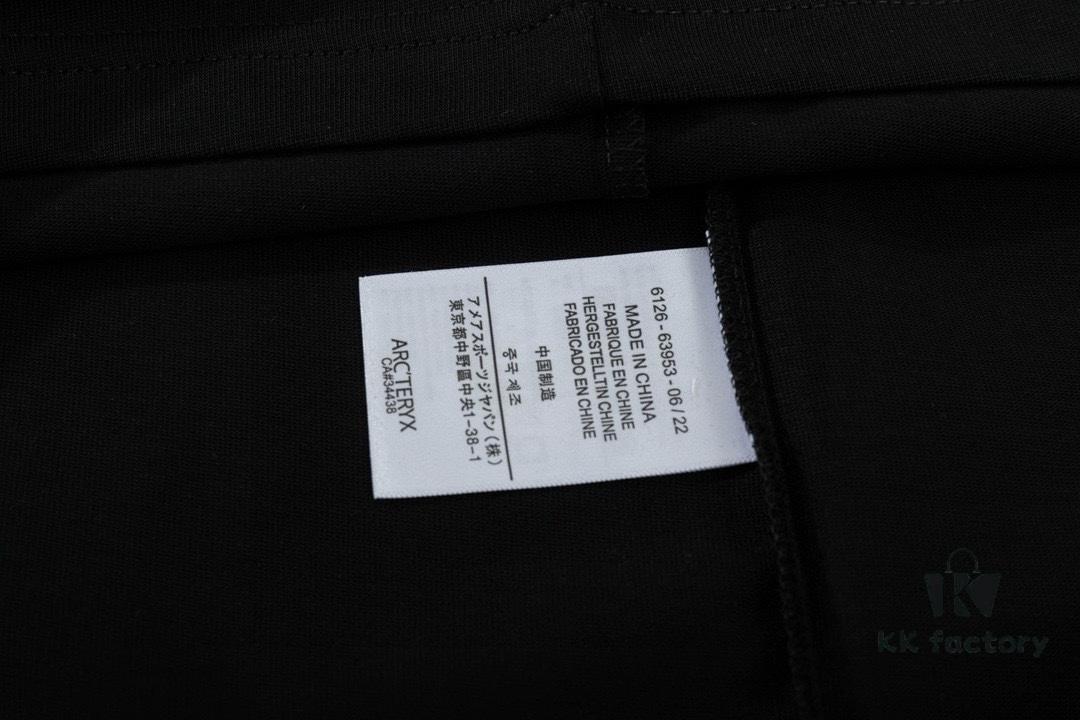 6126 - 63953 - 06 / 22
MADE IN CHINA
FABRIQUE EN CHINE
HERGESTELLTIN CHINE
FABRICADO EN CHINE
中国制造
중국 제조
アメアスポーツジャパン(株)
東京都中野區中央1-38-1
ARC'TERYX
CA#34438
K
KK factory